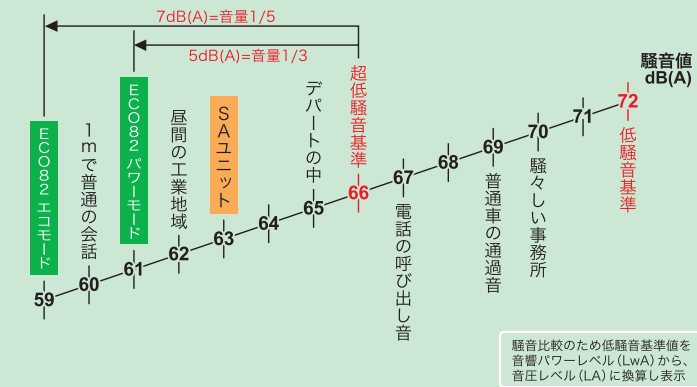 7dB(A)=音量1/5
5dB(A)=音量1/3
騒音値
dB(A)
ECO82 エコモード
1mで普通の会話
ECO82 パワーモード
昼間の工業地域
SAユニット
デパートの中
超低騒音基準
59
60
61
62
63
64
65
66
67
68
69
70
71
72
電話の呼び出し音
普通車の通過音
騒々しい事務所
低騒音基準
騒音比較のため低騒音基準値を
音響パワーレベル(LwA)から、
音圧レベル(LA)に換算し表示